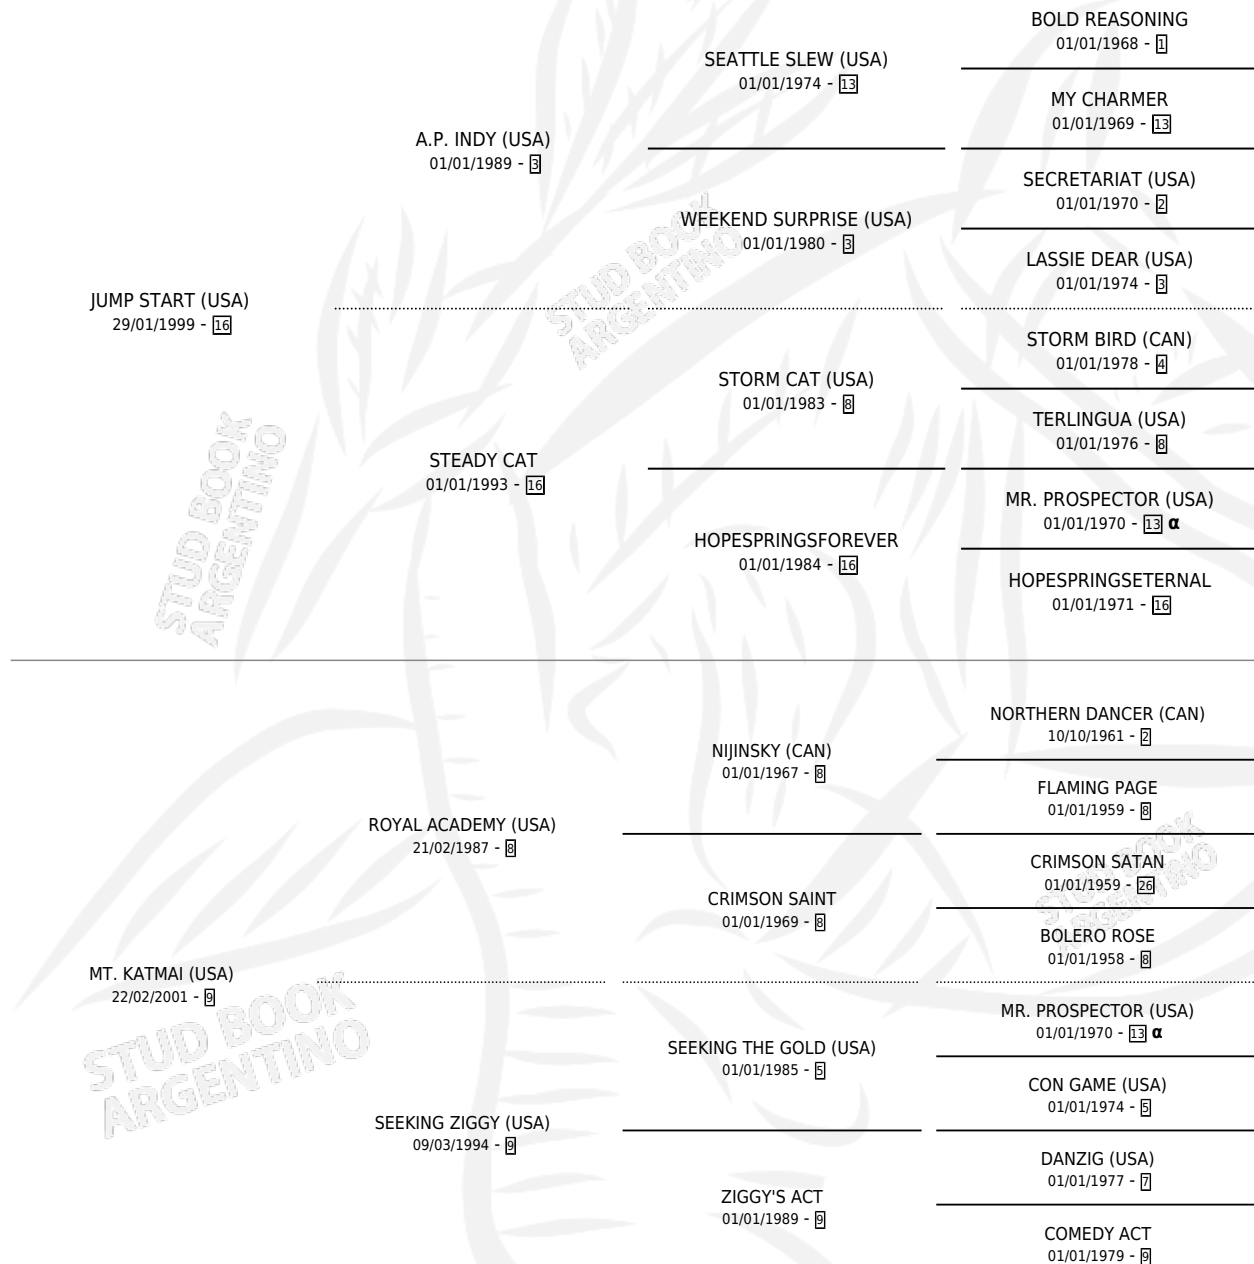 BOLD REASONING
01/01/1968 - 1
SEATTLE SLEW (USA)
01/01/1974 - 13
MY CHARMER
01/01/1969 - 13
A.P. INDY (USA)
01/01/1989 - 3
SECRETARIAT (USA)
01/01/1970 - 2
WEEKEND SURPRISE (USA)
01/01/1980 - 3
LASSIE DEAR (USA)
01/01/1974 - 3
JUMP START (USA)
29/01/1999 - 16
STORM BIRD (CAN)
01/01/1978 - 4
STORM CAT (USA)
01/01/1983 - 8
TERLINGUA (USA)
01/01/1976 - 8
STEADY CAT
01/01/1993 - 16
MR. PROSPECTOR (USA)
01/01/1970 - 13 α
HOPESPRINGSFOREVER
01/01/1984 - 16
HOPESPRINGSETERNAL
01/01/1971 - 16
NORTHERN DANCER (CAN)
10/10/1961 - 2
NIJINSKY (CAN)
01/01/1967 - 8
FLAMING PAGE
01/01/1959 - 8
ROYAL ACADEMY (USA)
21/02/1987 - 8
CRIMSON SATAN
01/01/1959 - 26
CRIMSON SAINT
01/01/1969 - 8
BOLERO ROSE
01/01/1958 - 8
MT. KATMAI (USA)
22/02/2001 - 9
MR. PROSPECTOR (USA)
01/01/1970 - 13 α
SEEKING THE GOLD (USA)
01/01/1985 - 5
CON GAME (USA)
01/01/1974 - 5
SEEKING ZIGGY (USA)
09/03/1994 - 9
DANZIG (USA)
01/01/1977 - 7
ZIGGY'S ACT
01/01/1989 - 9
COMEDY ACT
01/01/1979 - 9
STUD BOOK
ARGENTINO
STUD BOOK
ARGENTINO
STUD BOOK
ARGENTINO
STUD BOOK
ARGENTINO